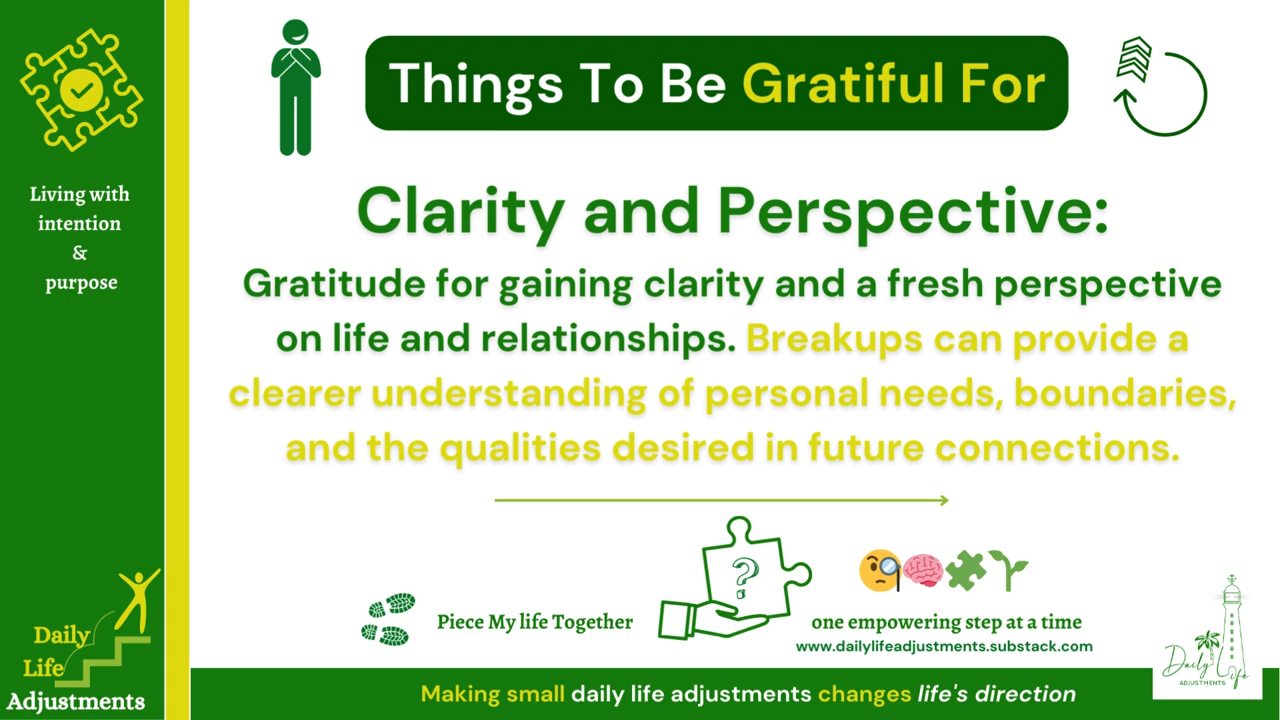 Living with
intention
&
purpose
Things To Be Gratiful For
Clarity and Perspective:
Gratitude for gaining clarity and a fresh perspective
on life and relationships. Breakups can provide a
clearer understanding of personal needs, boundaries,
and the qualities desired in future connections.
?
Piece My life Together
one empowering step at a time
www.dailylifeadjustments.substack.com
Daily
Life
Adjustments
Making small daily life adjustments changes life's direction
Daily Life
ADJUSTMENTS